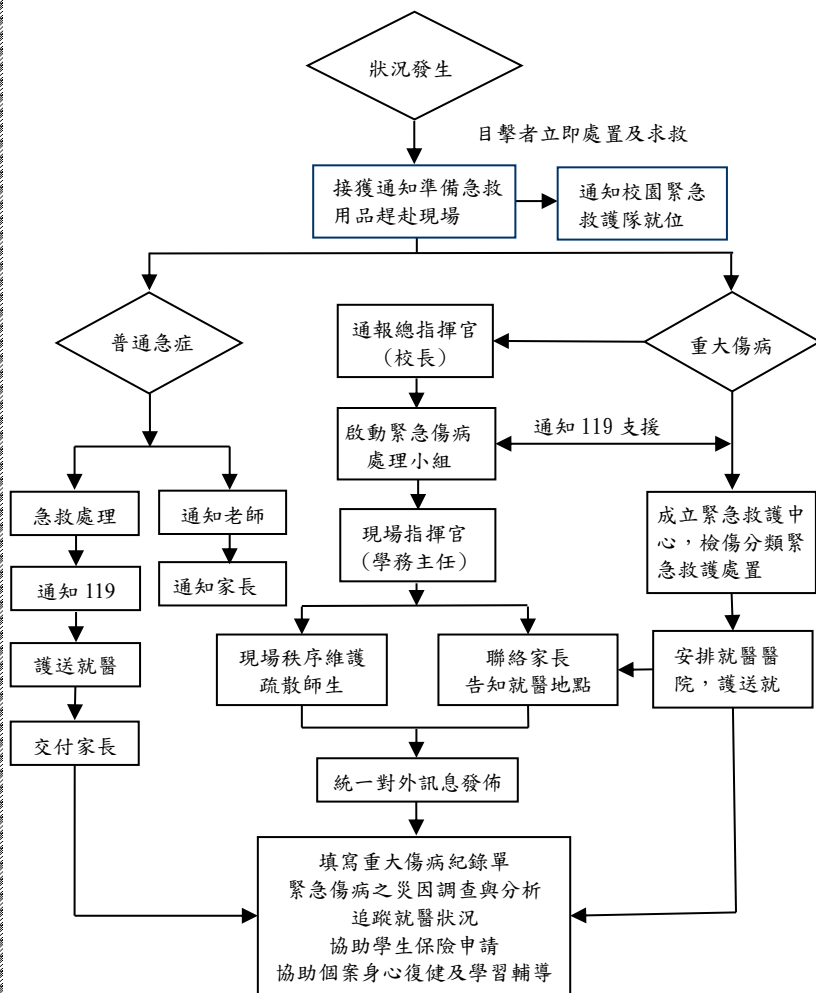 狀況發生
目擊者立即處置及求救
接獲通知準備急救
用品趕赴現場
通知校園緊急
救護隊就位
普通急症
通報總指揮官
（校長）
重大傷病
啟動緊急傷病
處理小組
通知 119 支援
急救處理
通知老師
現場指揮官
（學務主任）
成立緊急救護中
心，檢傷分類緊
急救護處置
通知 119
通知家長
護送就醫
現場秩序維護
疏散師生
聯絡家長
告知就醫地點
安排就醫醫
院，護送就
交付家長
統一對外訊息發佈
填寫重大傷病紀錄單
緊急傷病之災因調查與分析
追蹤就醫狀況
協助學生保險申請
協助個案身心復健及學習輔導